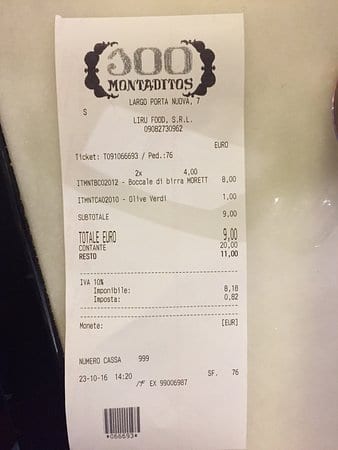 100
MONTADITOS
LARGO PORTA NUOVA, 7
S
LIRU FOOD, S.R.L.
09082730962
EURO
Ticket: T091066693 / Ped.:76
2x 4,00
ITMNTBC02012 - Boccale di birra MORETT 8,00
ITMNTCA02010 - Olive Verdi 1,00
SUBTOTALE 9,00
TOTALE EURO 9,00
CONTANTE 20,00
RESTO 11,00
IVA 10%
Imponibile: 8,18
Imposta: 0,82
Monete: [EUR]
NUMERO CASSA 999
23-10-16 14:20 SF. 76
EX 99006987
*066693*